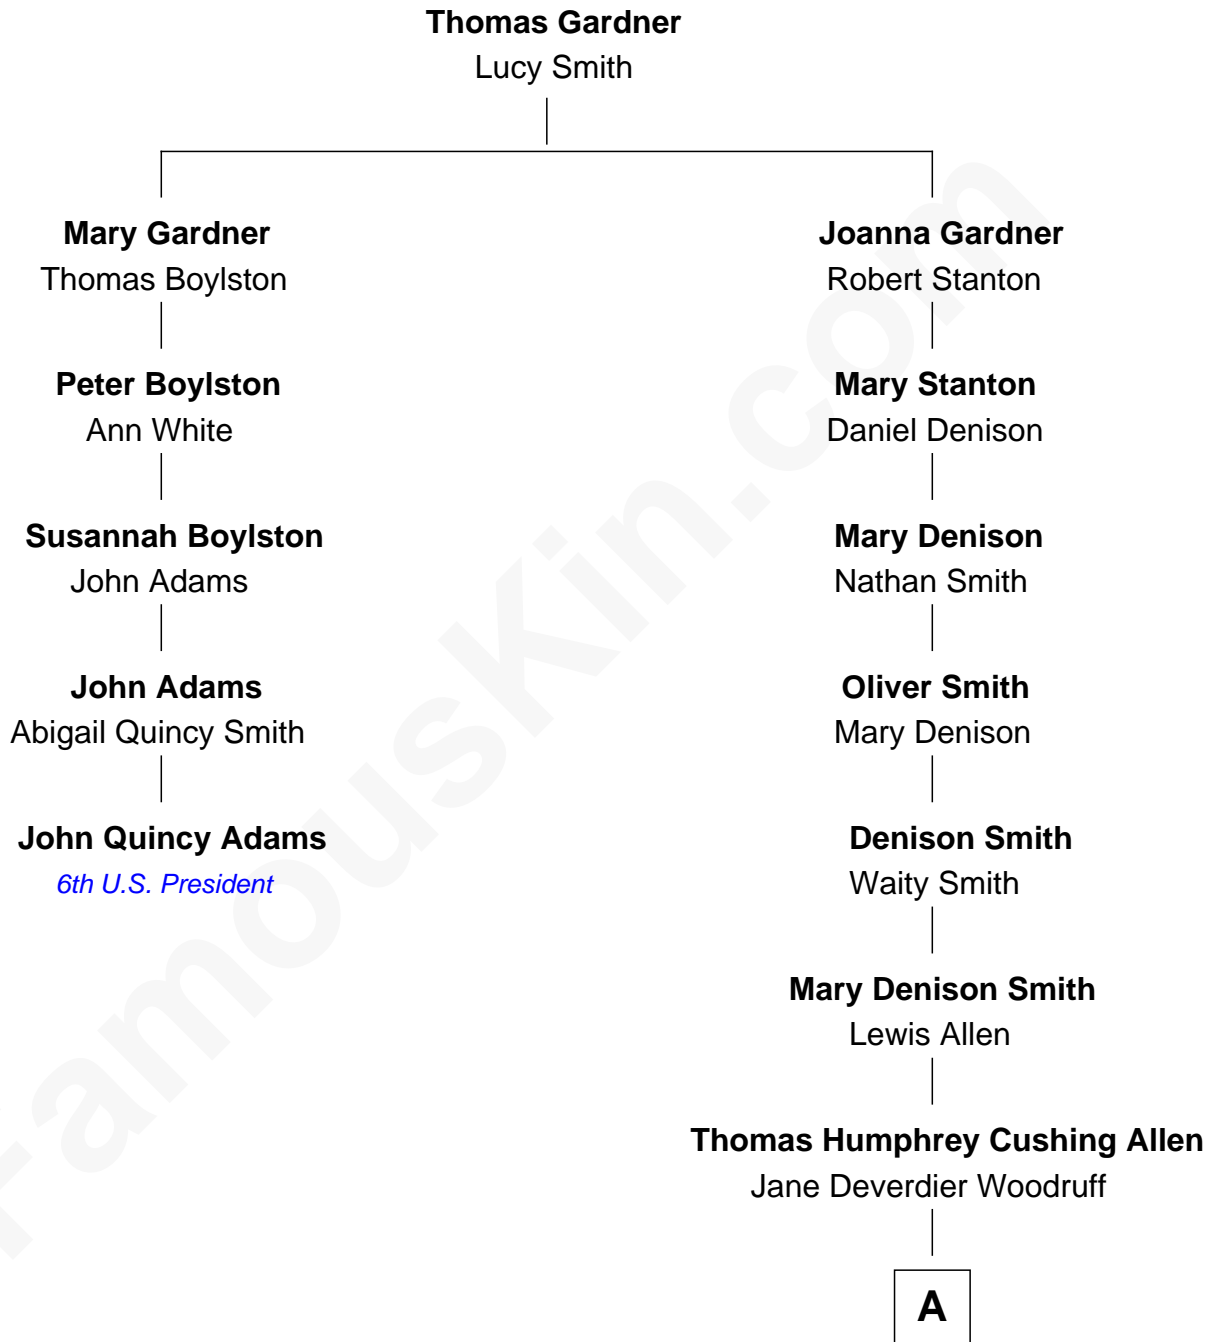 Thomas Gardner
Lucy Smith
Mary Gardner
Thomas Boylston
Joanna Gardner
Robert Stanton
Peter Boylston
Ann White
Mary Stanton
Daniel Denison
Susannah Boylston
John Adams
Mary Denison
Nathan Smith
John Adams
Abigail Quincy Smith
Oliver Smith
Mary Denison
John Quincy Adams
6th U.S. President
Denison Smith
Waity Smith
Mary Denison Smith
Lewis Allen
Thomas Humphrey Cushing Allen
Jane Deverdier Woodruff
A
FamousKin.com